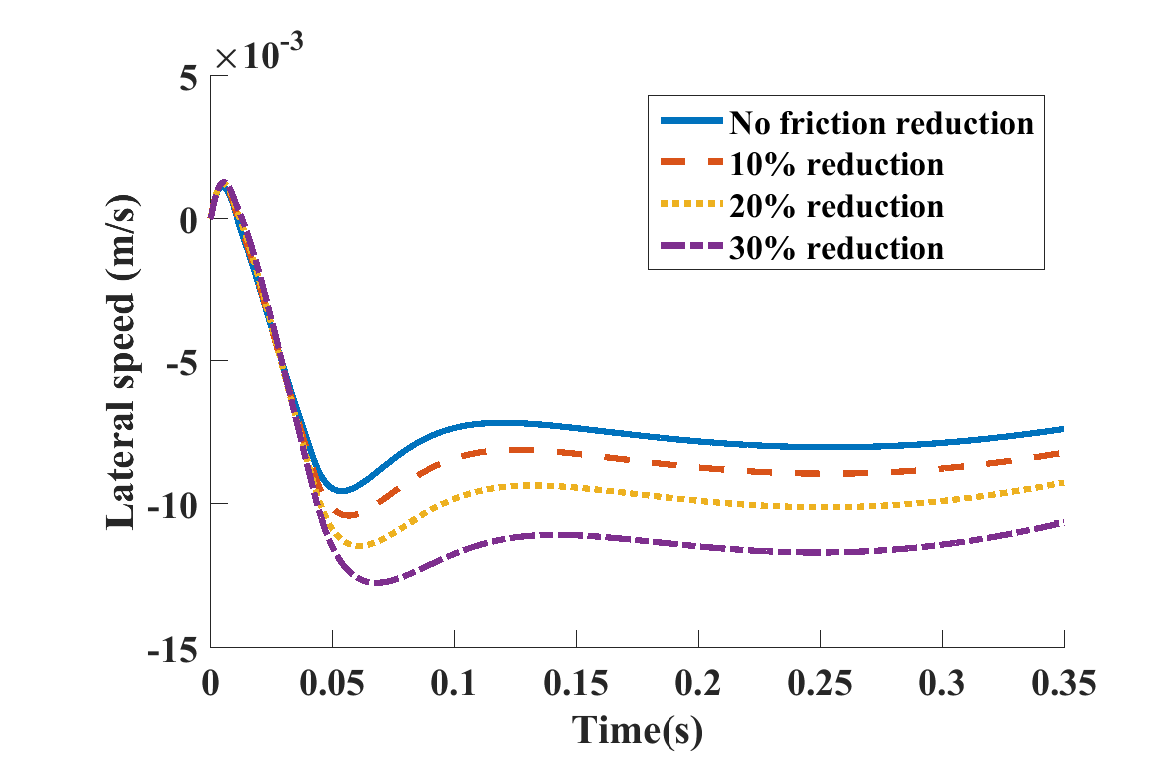 ×10-3
5
0
-5
-10
-15
Lateral speed (m/s)
No friction reduction
10% reduction
20% reduction
30% reduction
0 0.05 0.1 0.15 0.2 0.25 0.3 0.35
Time(s)